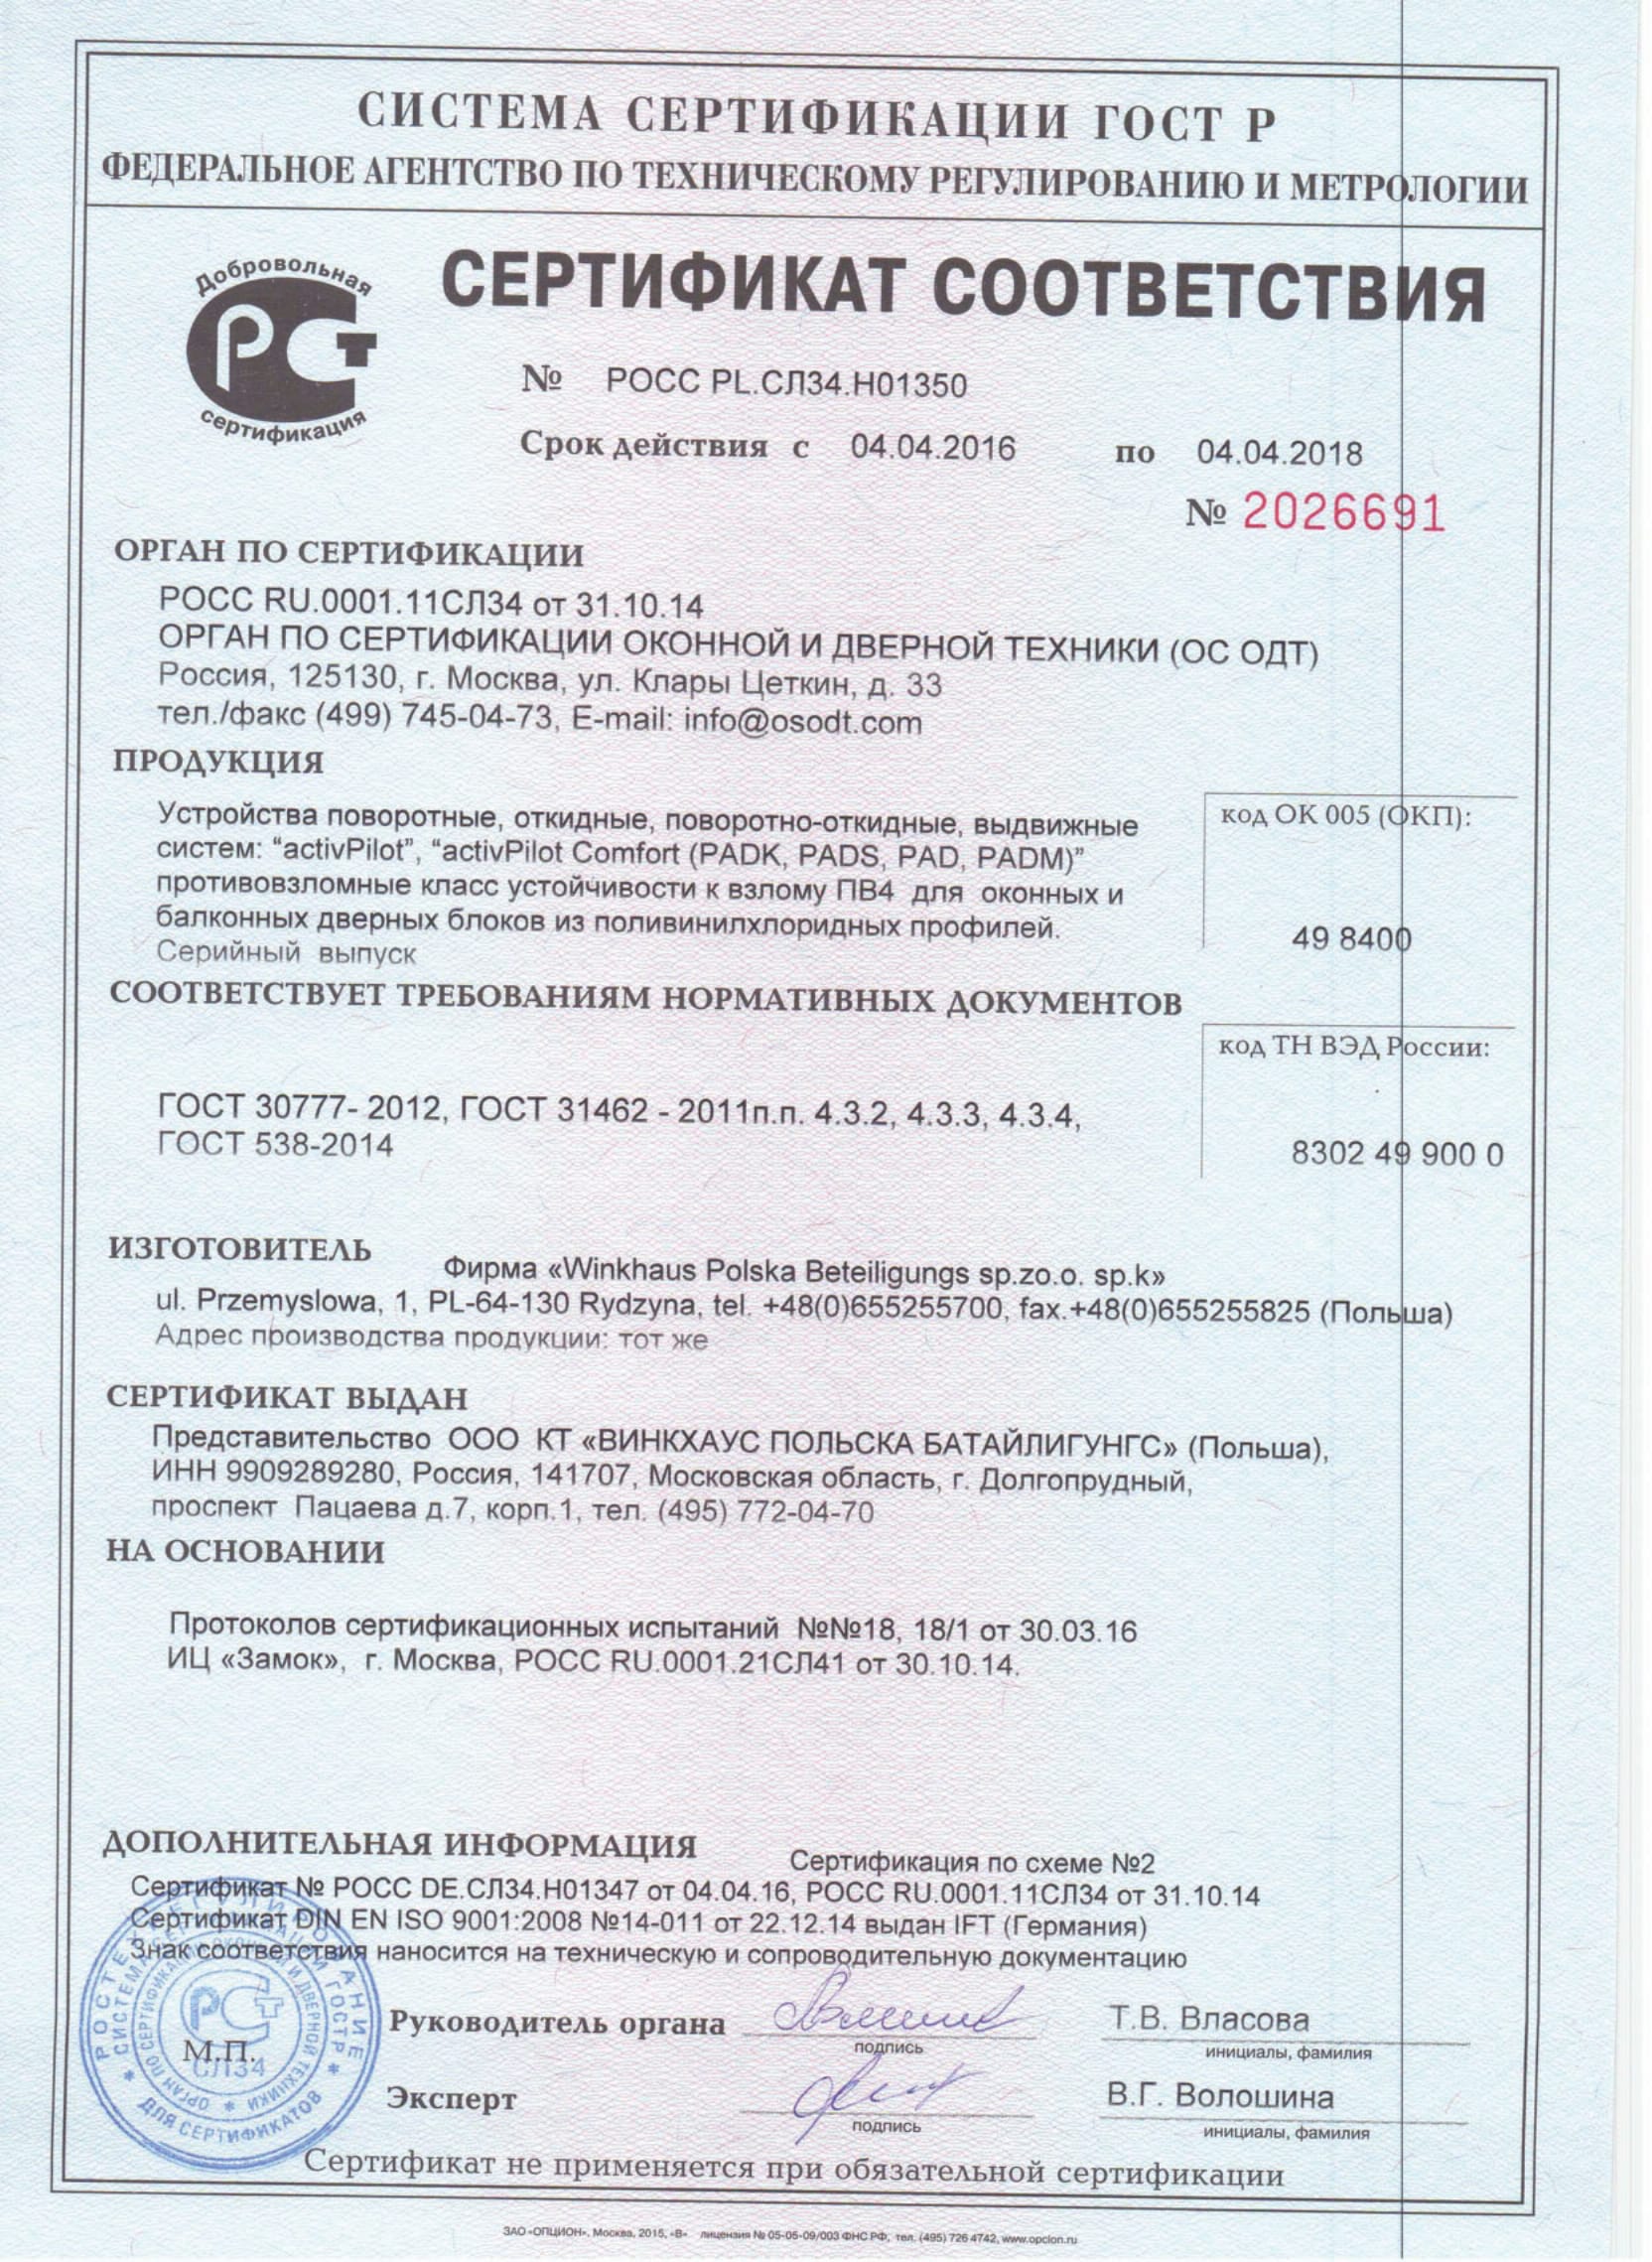 СИСТЕМА СЕРТИФИКАЦИИ ГОСТ Р
ФЕДЕРАЛЬНОЕ АГЕНТСТВО ПО ТЕХНИЧЕСКОМУ РЕГУЛИРОВАНИЮ И МЕТРОЛОГИИ
Добровольная
РСТ
сертификация
СЕРТИФИКАТ СООТВЕТСТВИЯ
№ РОСС PL.СЛ34.Н01350
Срок действия с 04.04.2016 по 04.04.2018
№ 2026691
ОРГАН ПО СЕРТИФИКАЦИИ
РОСС RU.0001.11СЛ34 от 31.10.14
ОРГАН ПО СЕРТИФИКАЦИИ ОКОННОЙ И ДВЕРНОЙ ТЕХНИКИ (ОС ОДТ)
Россия, 125130, г. Москва, ул. Клары Цеткин, д. 33
тел./факс (499) 745-04-73, E-mail: info@osodt.com
ПРОДУКЦИЯ
Устройства поворотные, откидные, поворотно-откидные, выдвижные
систем: “activPilot”, “activPilot Comfort (PADK, PADS, PAD, PADM)”
противовзломные класс устойчивости к взлому ПВ4 для оконных и
балконных дверных блоков из поливинилхлоридных профилей.
Серийный выпуск
код ОК 005 (ОКП):
49 8400
СООТВЕТСТВУЕТ ТРЕБОВАНИЯМ НОРМАТИВНЫХ ДОКУМЕНТОВ
ГОСТ 30777- 2012, ГОСТ 31462 - 2011п.п. 4.3.2, 4.3.3, 4.3.4,
ГОСТ 538-2014
код ТН ВЭД России:
8302 49 900 0
ИЗГОТОВИТЕЛЬ
Фирма «Winkhaus Polska Beteiligungs sp.zo.o. sp.k»
ul. Przemyslowa, 1, PL-64-130 Rydzyna, tel. +48(0)655255700, fax.+48(0)655255825 (Польша)
Адрес производства продукции: тот же
СЕРТИФИКАТ ВЫДАН
Представительство ООО КТ «ВИНКХАУС ПОЛЬСКА БАТАЙЛИГУНГС» (Польша),
ИНН 9909289280, Россия, 141707, Московская область, г. Долгопрудный,
проспект Пацаева д.7, корп.1, тел. (495) 772-04-70
НА ОСНОВАНИИ
Протоколов сертификационных испытаний №№18, 18/1 от 30.03.16
ИЦ «Замок», г. Москва, РОСС RU.0001.21СЛ41 от 30.10.14.
ДОПОЛНИТЕЛЬНАЯ ИНФОРМАЦИЯ
Сертификация по схеме №2
Сертификат № РОСС DE.СЛ34.Н01347 от 04.04.16, РОСС RU.0001.11СЛ34 от 31.10.14
Сертификат DIN EN ISO 9001:2008 №14-011 от 22.12.14 выдан IFT (Германия)
Знак соответствия наносится на техническую и сопроводительную документацию
СИСТЕМА СЕРТИФИКАЦИИ ГОСТ Р
ОРГАН ПО СЕРТИФИКАЦИИ ОКОННОЙ И ДВЕРНОЙ ТЕХНИКИ
РСТ
СЛ34
ДЛЯ СЕРТИФИКАТОВ
М.П.
Руководитель органа
подпись
Т.В. Власова
инициалы, фамилия
Эксперт
подпись
В.Г. Волошина
инициалы, фамилия
Сертификат не применяется при обязательной сертификации
ЗАО «ОПЦИОН», Москва, 2015, «В» лицензия № 05-05-09/003 ФНС РФ, тел. (495) 726 4742, www.opcion.ru